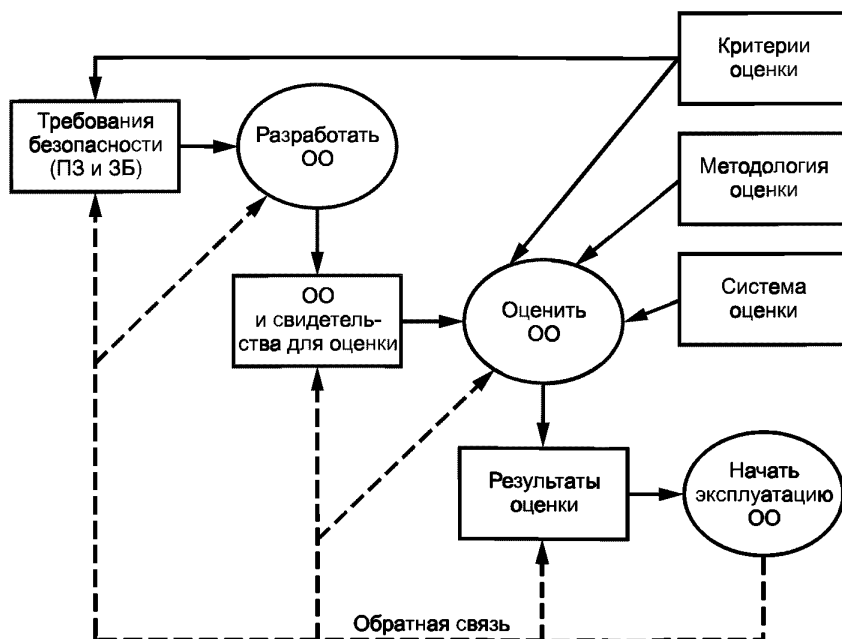 Критерии
оценки
Требования
безопасности
(ПЗ и ЗБ)
Разработать
ОО
Методология
оценки
ОО
и свидетель-
ства для оценки
Оценить
ОО
Система
оценки
Результаты
оценки
Начать
эксплуатацию
ОО
Обратная связь